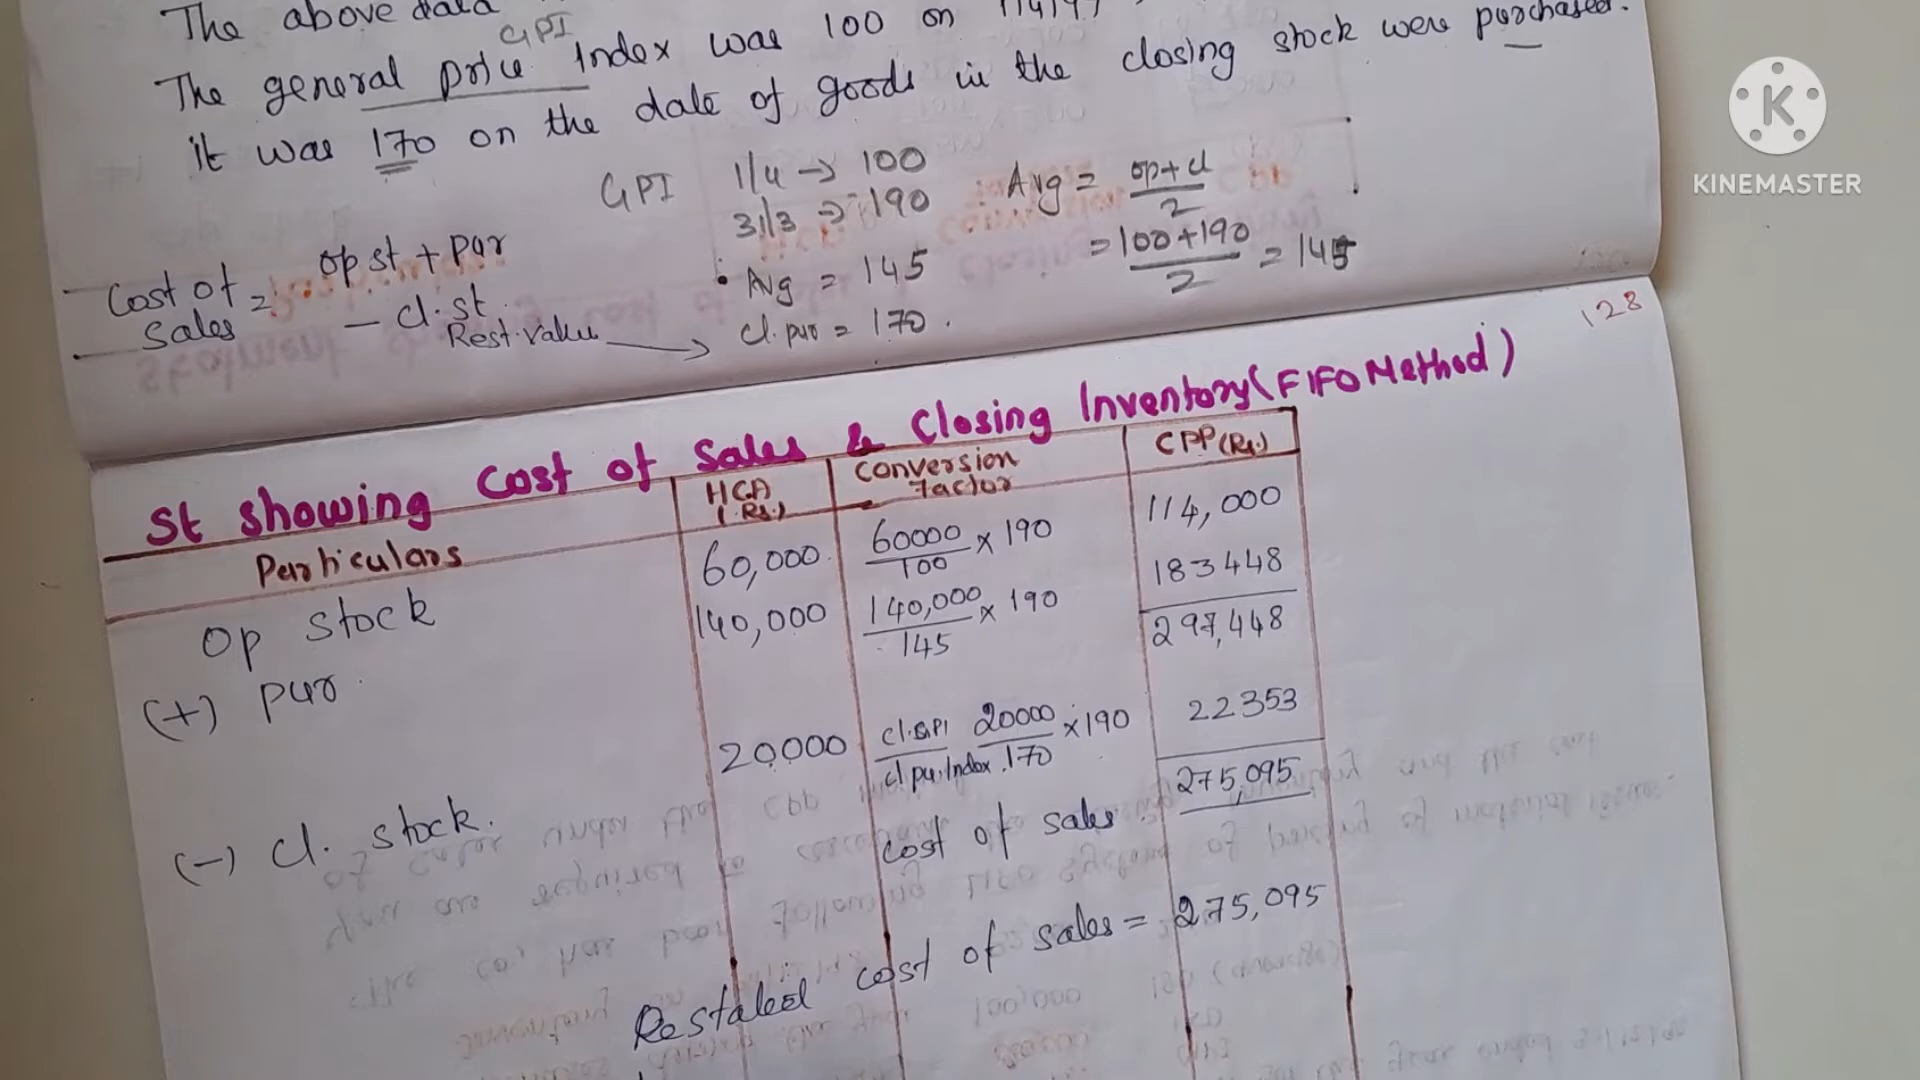 The above data
GPI
The general price Index was 100 on 1/4/97
it was 170 on the date of goods in the closing stock were purchased.
K
KINEMASTER
GPI 1/4 → 100
31/3 → 190
Avg = 145
cl. pur = 170.
Avg = op + cl / 2
= 100+190 / 2 = 145
Cost of Sales = op st + Pur
- cl. st
Rest. value →
128
St showing cost of sales & closing Inventory (FIFO Method)
Particulars HCA (Rs.) Conversion factor CPP (Rs.)
Op stock 60,000 60000/100 × 190 114,000
(+) Pur. 140,000 140,000/145 × 190 183448
297,448
(-) Cl. stock. 20000 cl.GPI/cl pur.Index 20000/170 × 190 22353
cost of sales 275,095
Restated cost of sales = 275,095